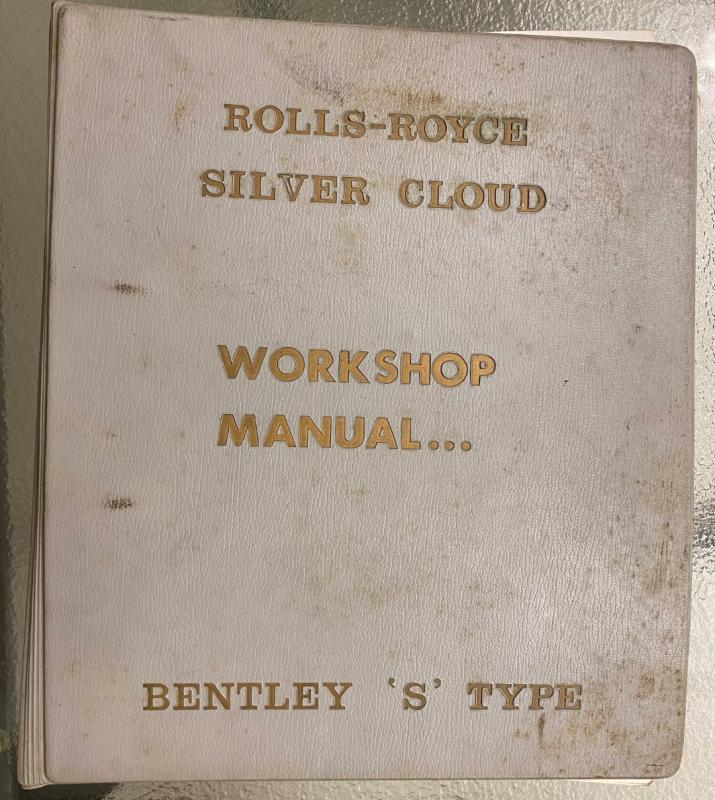 ROLLS-ROYCE
SILVER CLOUD
WORKSHOP
MANUAL...
BENTLEY ‘S’ TYPE